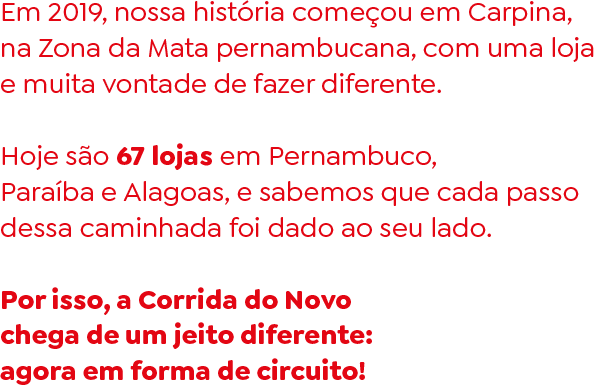 Em 2019, nossa história começou em Carpina,
na Zona da Mata pernambucana, com uma loja
e muita vontade de fazer diferente.
Hoje são 67 lojas em Pernambuco,
Paraíba e Alagoas, e sabemos que cada passo
dessa caminhada foi dado ao seu lado.
Por isso, a Corrida do Novo
chega de um jeito diferente:
agora em forma de circuito!